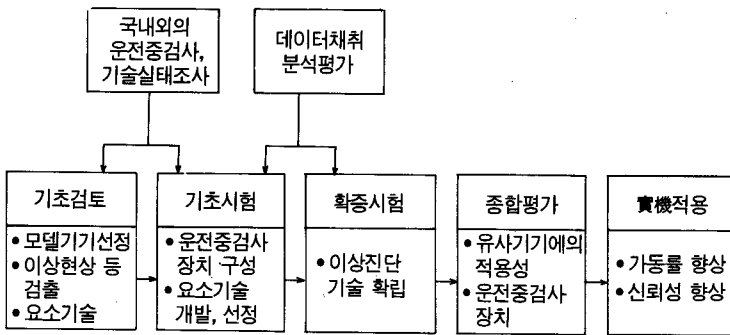 국내외의
운전중검사,
기술실태조사
데이터채취
분석평가
기초검토
• 모델기기선정
• 이상현상 등
검출
• 요소기술
기초시험
• 운전중검사
장치 구성
• 요소기술
개발, 선정
확증시험
• 이상진단
기술 확립
종합평가
• 유사기기에의
적용성
• 운전중검사
장치
實機적용
• 가동률 향상
• 신뢰성 향상